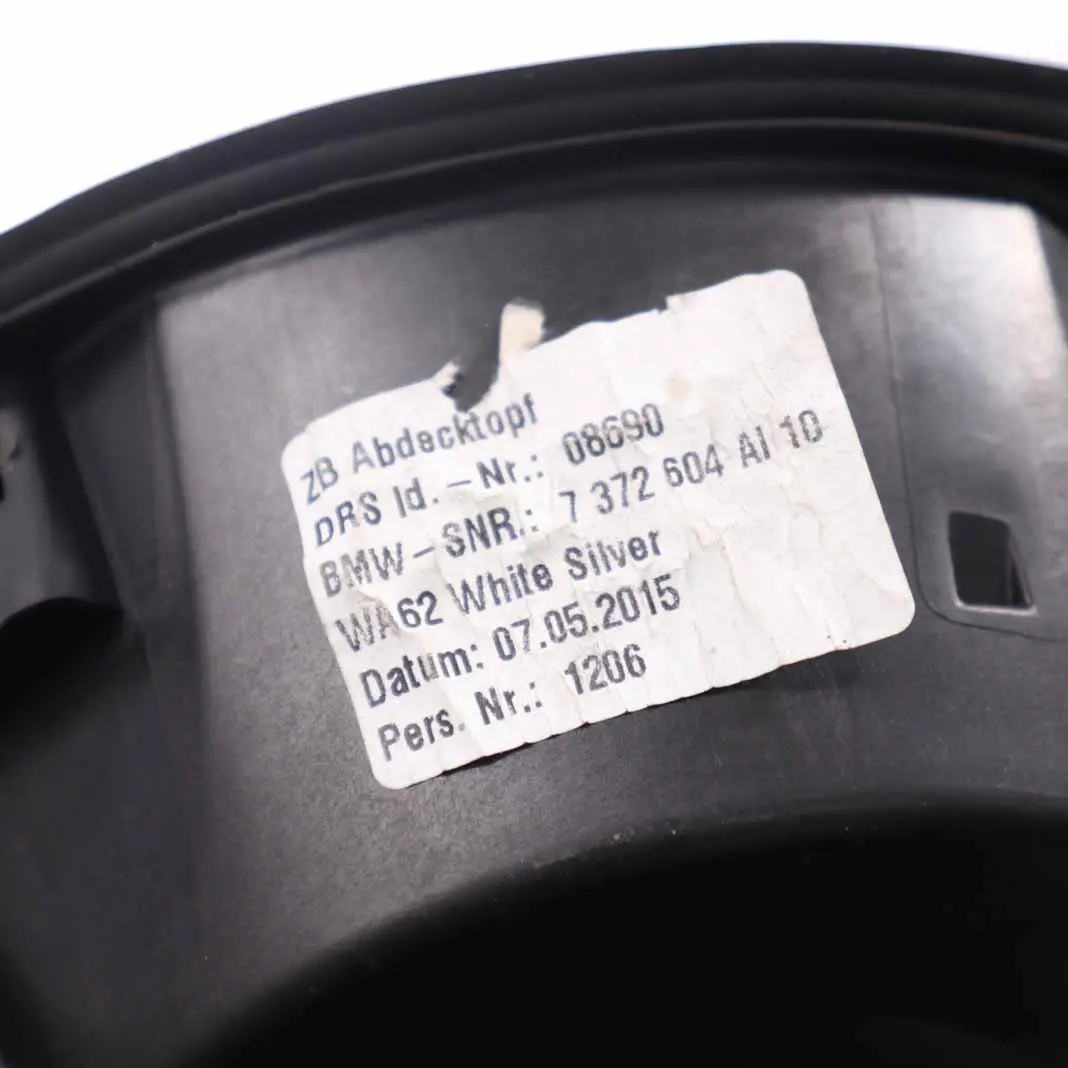 ZB Abdecktopf
DRS Id.-Nr.: 08690
BMW-SNR.: 7 372 604 AI 10
WA62 White Silver
Datum: 07.05.2015
Pers. Nr.: 1206